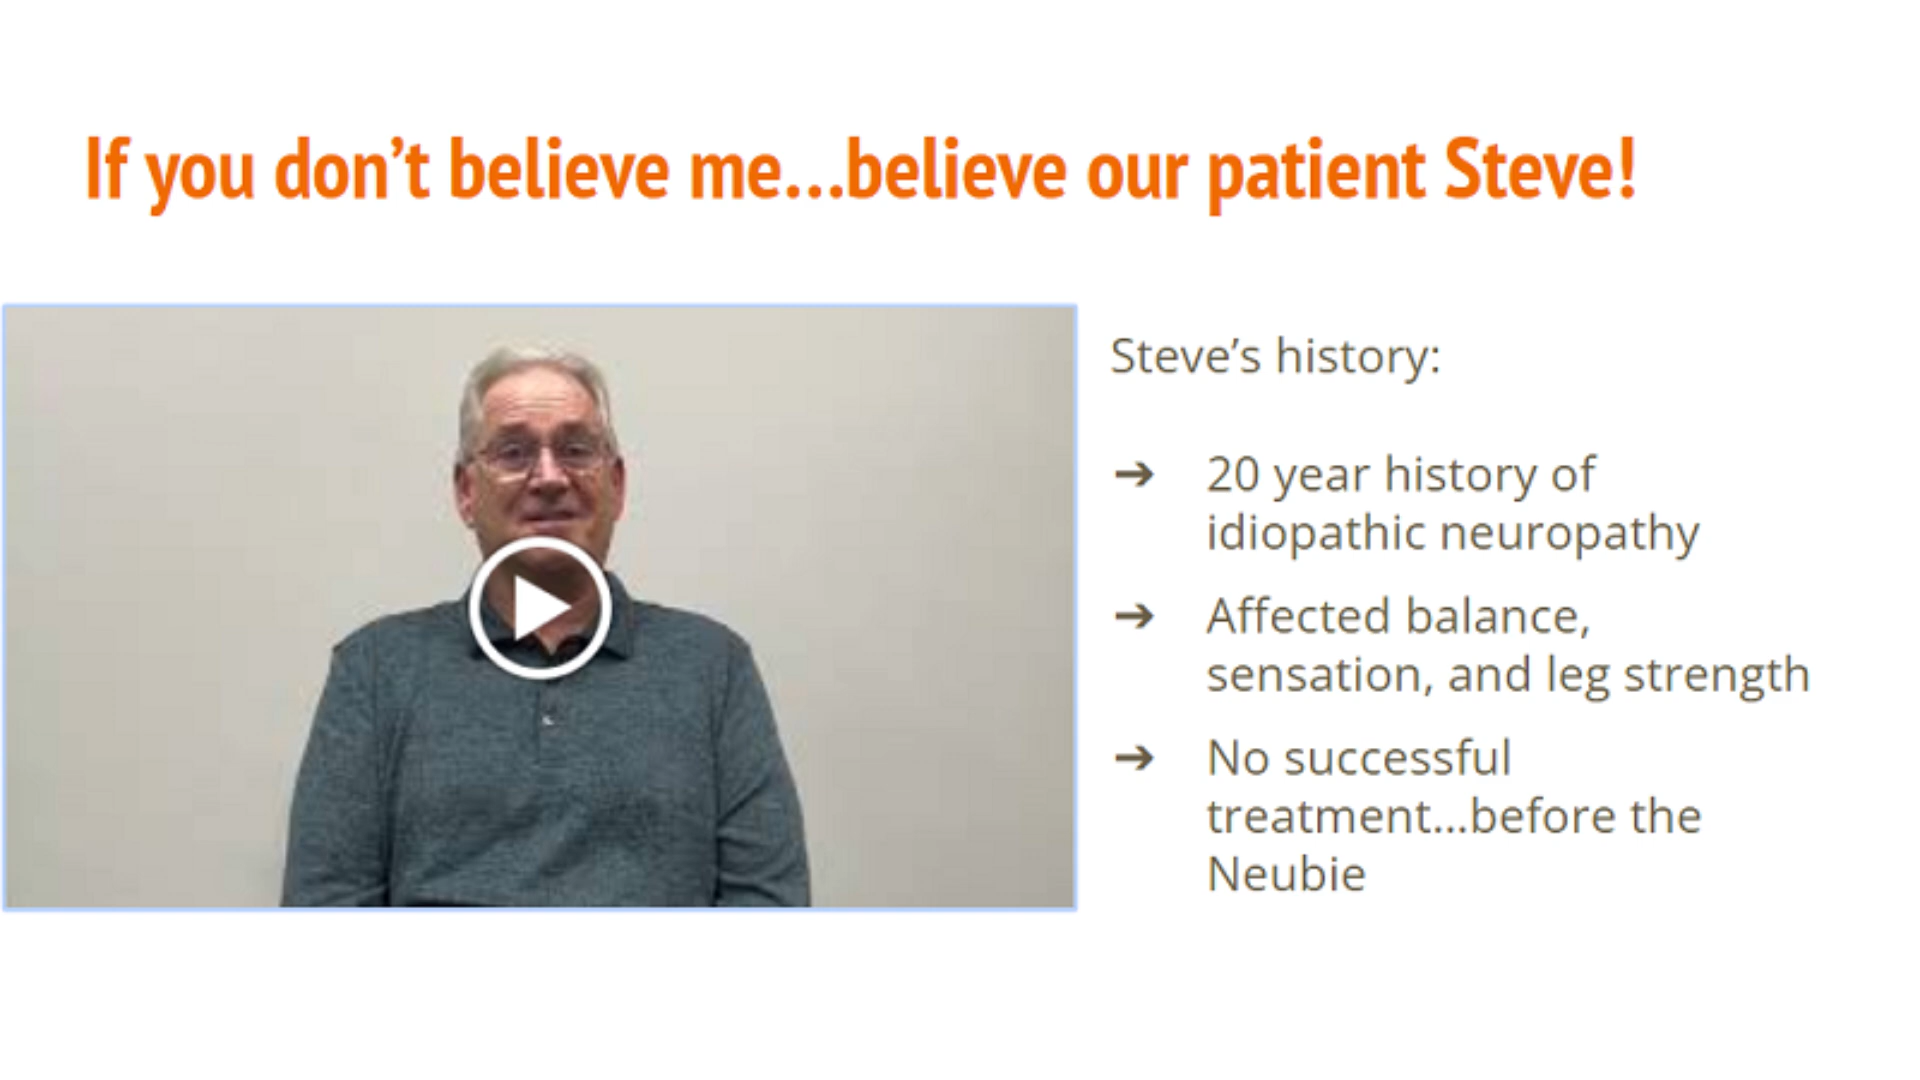 If you don’t believe me...believe our patient Steve!
Steve’s history:
➔ 20 year history of
idiopathic neuropathy
➔ Affected balance,
sensation, and leg strength
➔ No successful
treatment...before the
Neubie